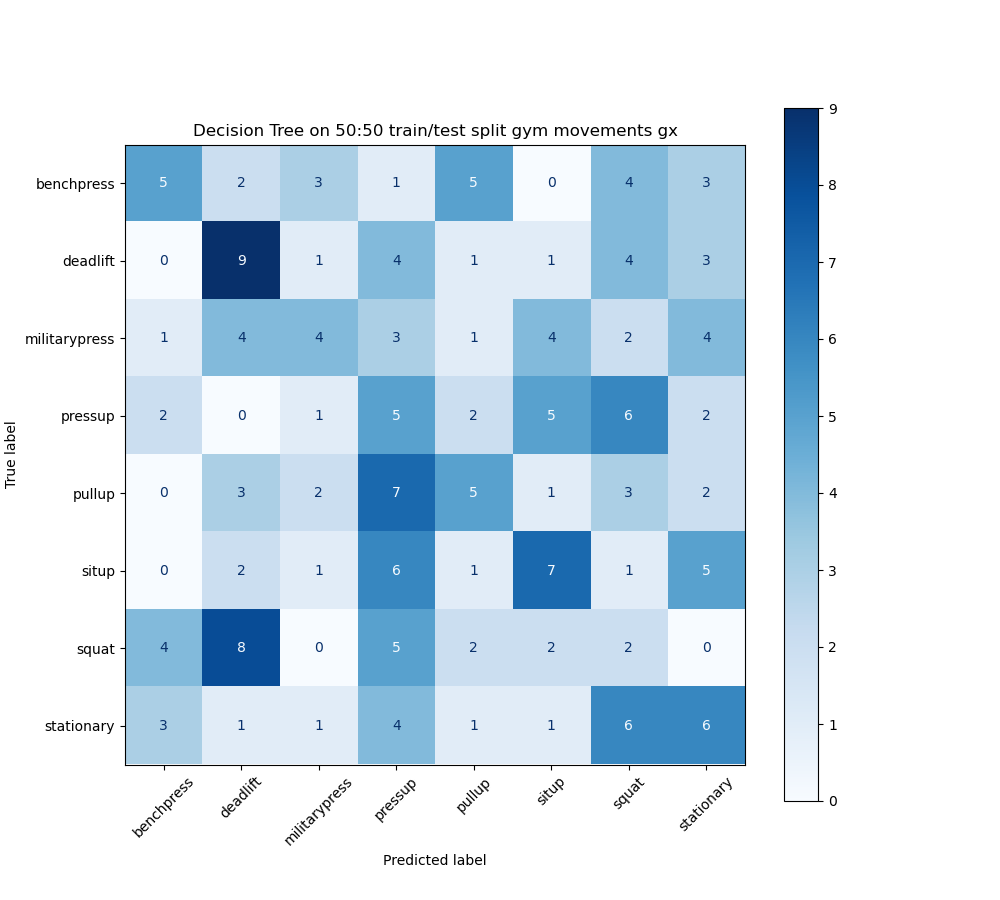 Decision Tree on 50:50 train/test split gym movements gx
benchpress 5 2 3 1 5 0 4 3
deadlift 0 9 1 4 1 1 4 3
militarypress 1 4 4 3 1 4 2 4
pressup 2 0 1 5 2 5 6 2
pullup 0 3 2 7 5 1 3 2
situp 0 2 1 6 1 7 1 5
squat 4 8 0 5 2 2 2 0
stationary 3 1 1 4 1 1 6 6
True label
benchpress deadlift militarypress pressup pullup situp squat stationary
Predicted label
9
8
7
6
5
4
3
2
1
0